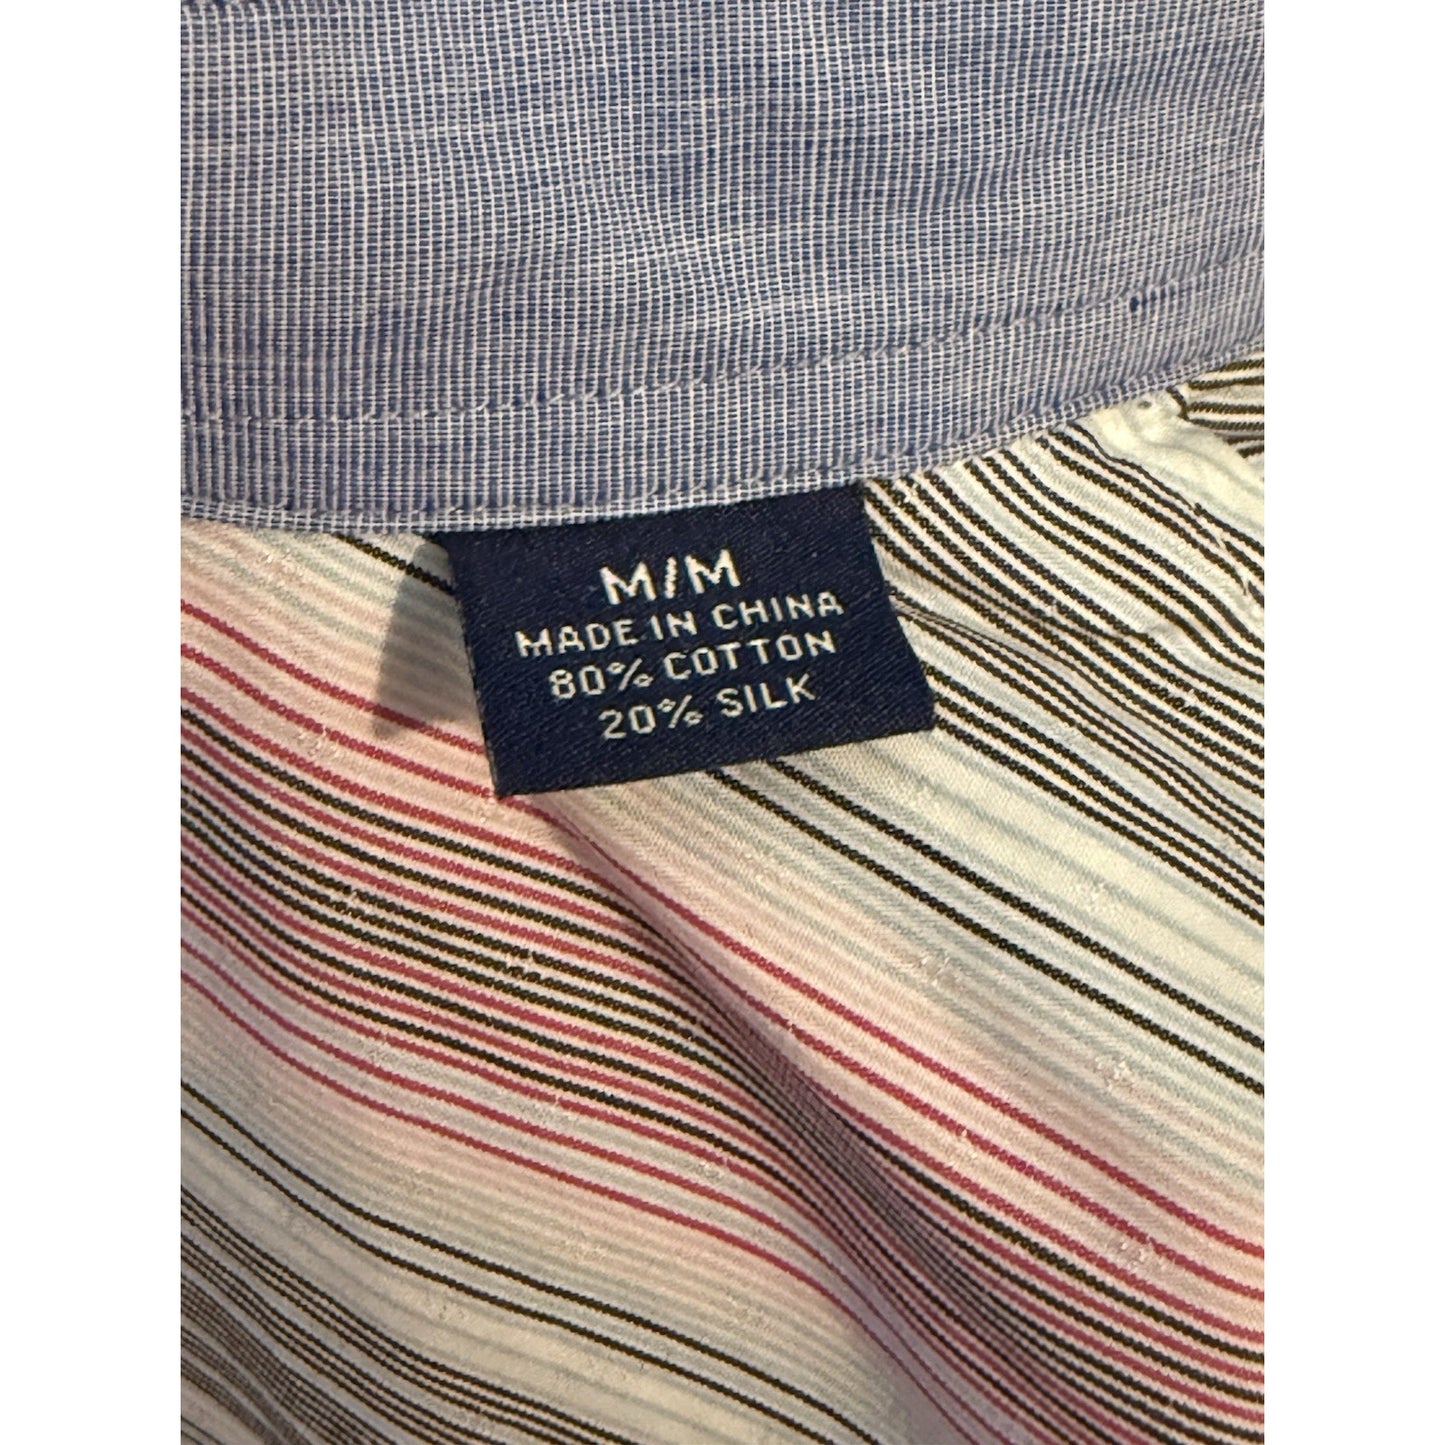 M/M
MADE IN CHINA
80% COTTON
20% SILK